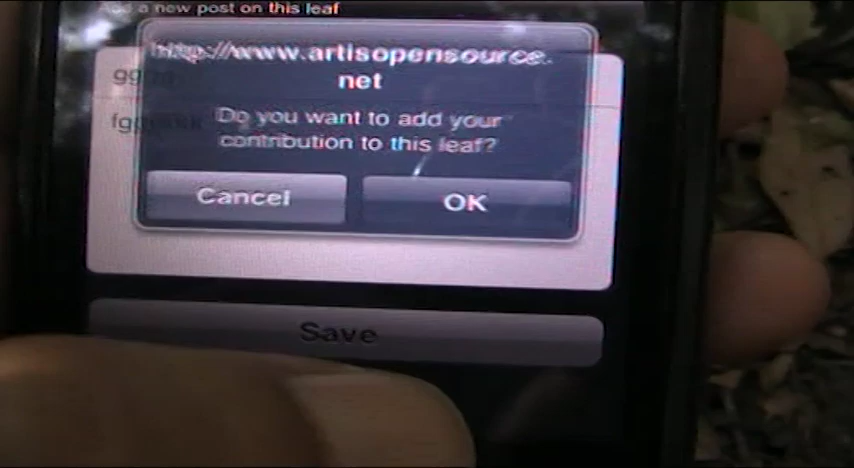 a new post on this leaf
http://www.artisopensource.
net
Do you want to add your
contribution to this leaf?
Cancel
OK
Save